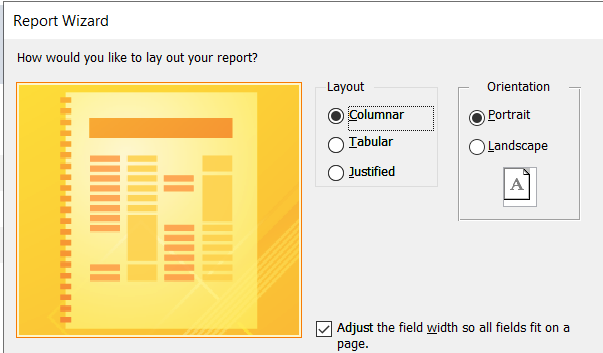 Report Wizard
How would you like to lay out your report?
Layout
Columnar
Tabular
Justified
Orientation
Portrait
Landscape
A
Adjust the field width so all fields fit on a
page.